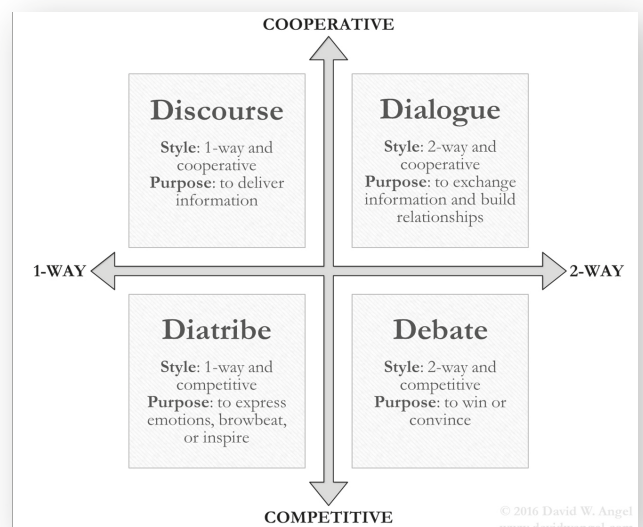 COOPERATIVE
Discourse
Style: 1-way and
cooperative
Purpose: to deliver
information
Dialogue
Style: 2-way and
cooperative
Purpose: to exchange
information and build
relationships
1-WAY
2-WAY
Diatribe
Style: 1-way and
competitive
Purpose: to express
emotions, browbeat,
or inspire
Debate
Style: 2-way and
competitive
Purpose: to win or
convince
COMPETITIVE
© 2016 David W. Angel